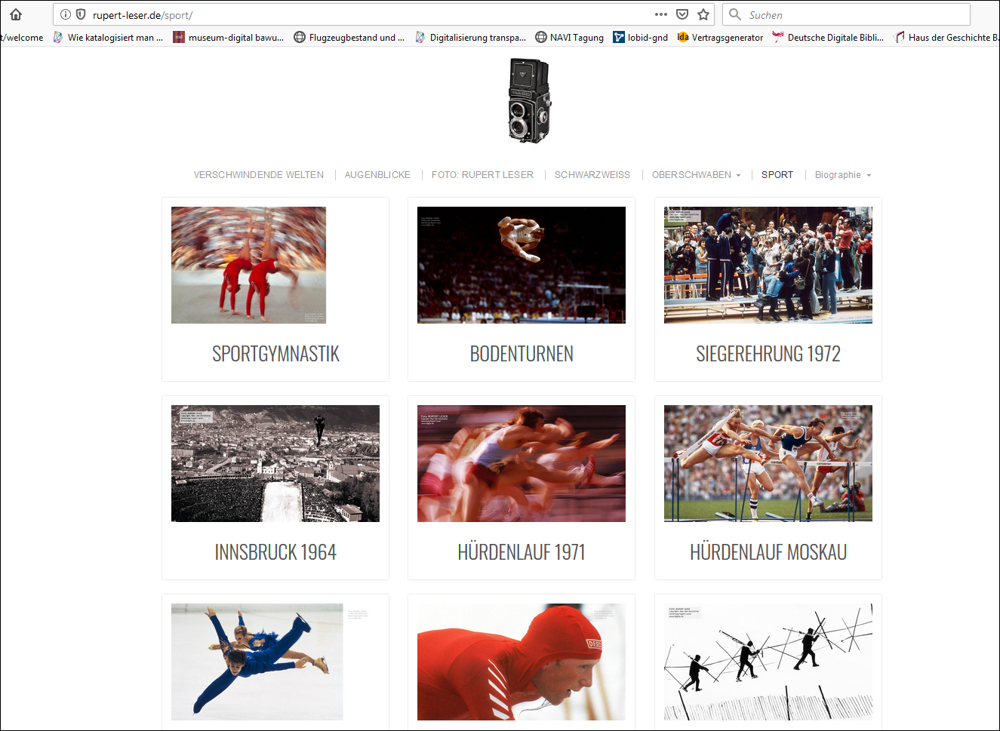 rupert-leser.de/sport/
Suchen
t/welcome
Wie katalogisiert man ...
museum-digital bawu...
Flugzeugbestand und ...
Digitalisierung transpa...
NAVI Tagung
lobid-gnd
ida Vertragsgenerator
Deutsche Digitale Bibli...
Haus der Geschichte B.
VERSCHWINDENDE WELTEN
AUGENBLICKE
FOTO: RUPERT LESER
SCHWARZWEISS
OBERSCHWABEN
SPORT
Biographie
SPORTGYMNASTIK
BODENTURNEN
SIEGEREHRUNG 1972
INNSBRUCK 1964
HÜRDENLAUF 1971
HÜRDENLAUF MOSKAU